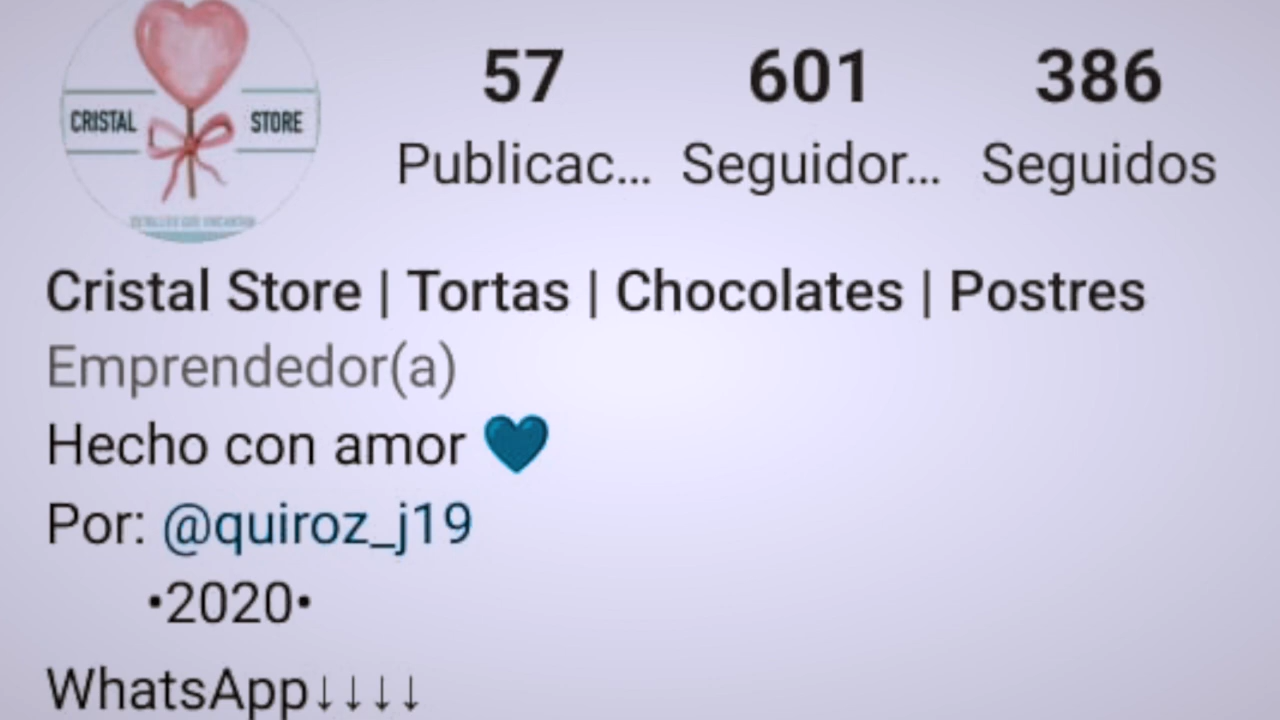 CRISTAL STORE
57 601 386
Publicac... Seguidor... Seguidos
Cristal Store | Tortas | Chocolates | Postres
Emprendedor(a)
Hecho con amor 💙
Por: @quiroz_j19
•2020•
WhatsApp↓↓↓↓